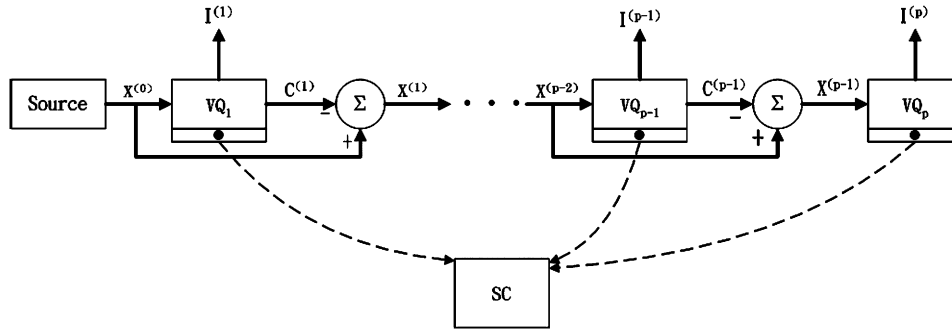 I(1) I(p-1) I(p)
Source X(0) VQ1 C(1) Σ X(1) · · · X(p-2) VQp-1 C(p-1) Σ X(p-1) VQp
− + − +
SC